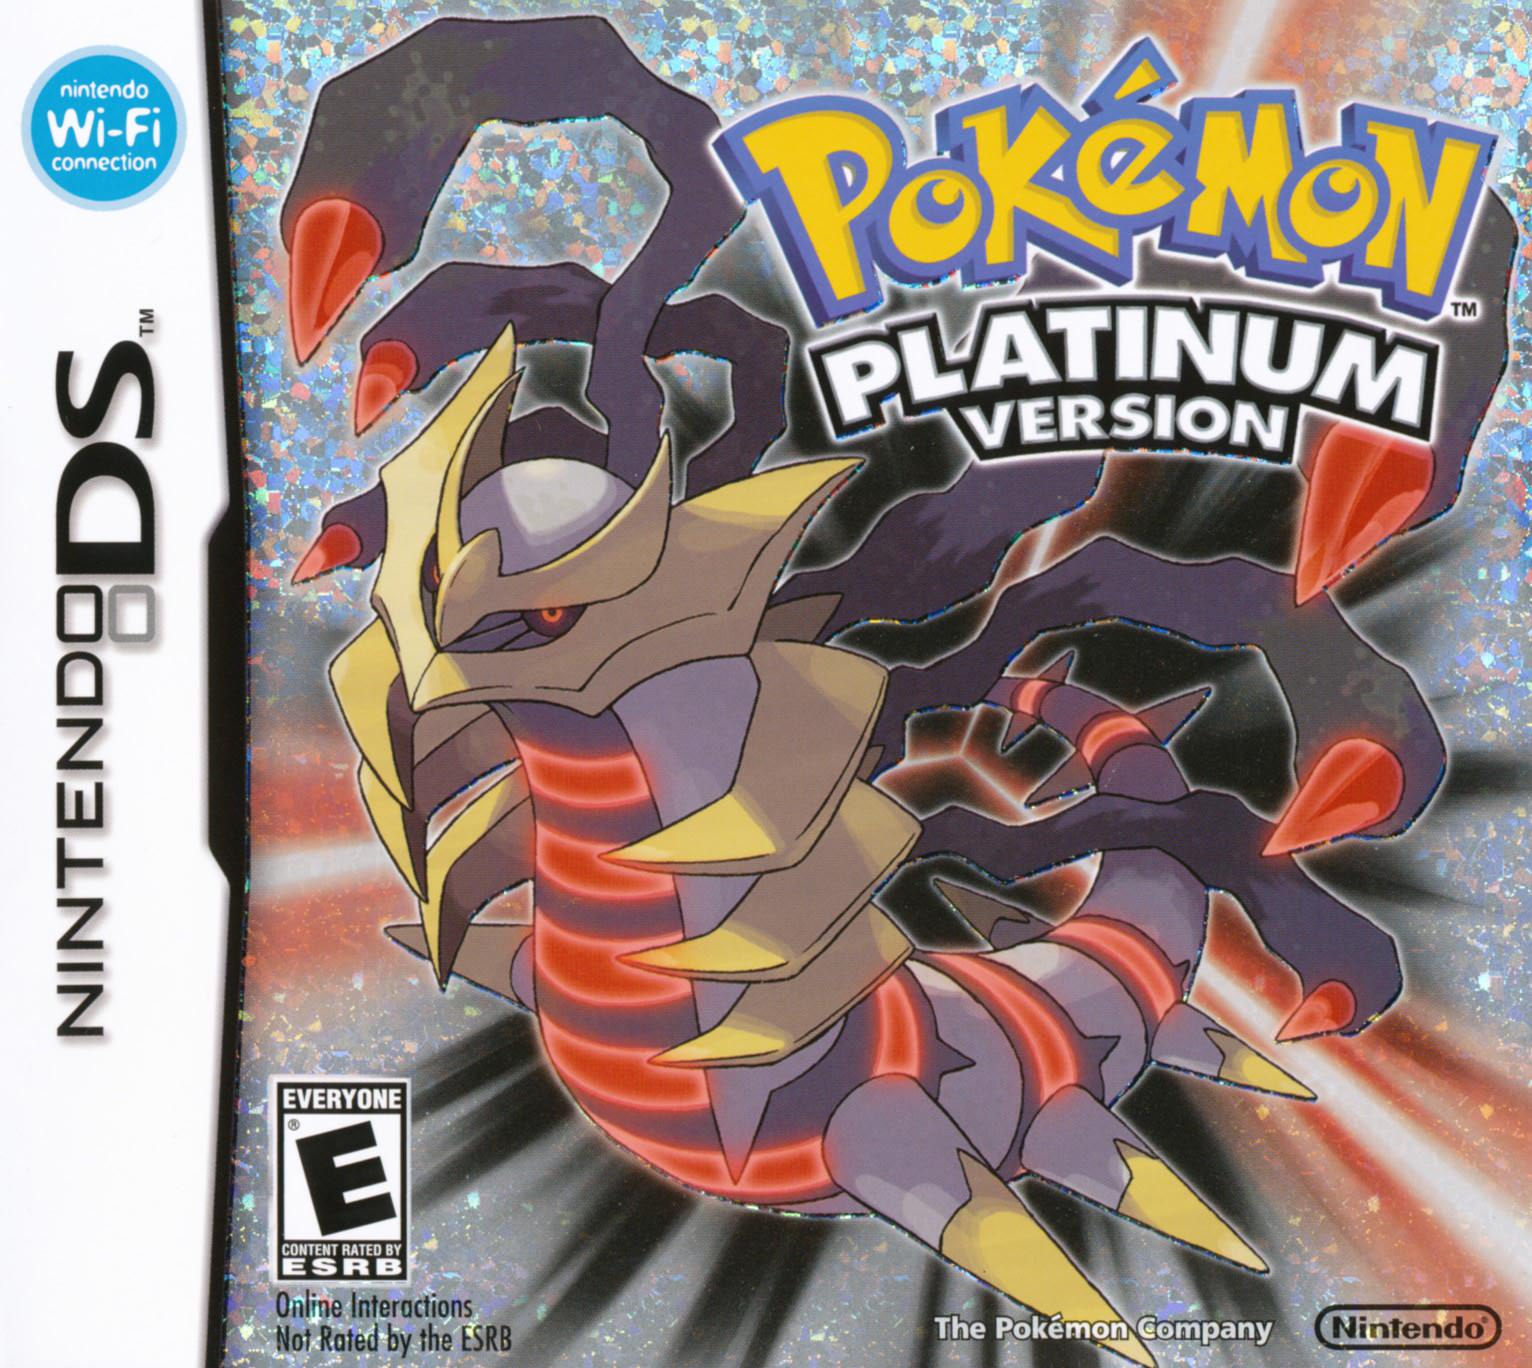 nintendo
Wi-Fi
connection
NINTENDO DS™
POKéMON™
PLATINUM
VERSION
EVERYONE
E®
CONTENT RATED BY
ESRB
Online Interactions
Not Rated by the ESRB
The Pokémon Company
Nintendo®